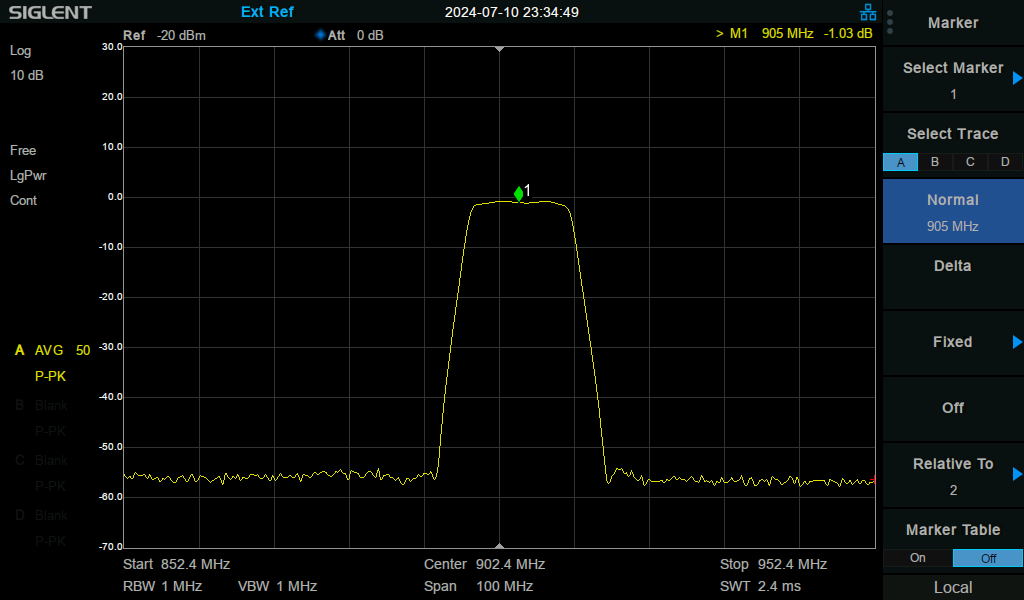 SIGLENT Ext Ref 2024-07-10 23:34:49
Ref -20 dBm Att 0 dB > M1 905 MHz -1.03 dB
Log
10 dB
Free
LgPwr
Cont
A AVG 50
P-PK
B Blank
P-PK
C Blank
P-PK
D Blank
P-PK
30.0
20.0
10.0
0.0
-10.0
-20.0
-30.0
-40.0
-50.0
-60.0
-70.0
1
Start 852.4 MHz Center 902.4 MHz Stop 952.4 MHz
RBW 1 MHz VBW 1 MHz Span 100 MHz SWT 2.4 ms
Marker
Select Marker
1
Select Trace
A B C D
Normal
905 MHz
Delta
Fixed
Off
Relative To
2
Marker Table
On Off
Local